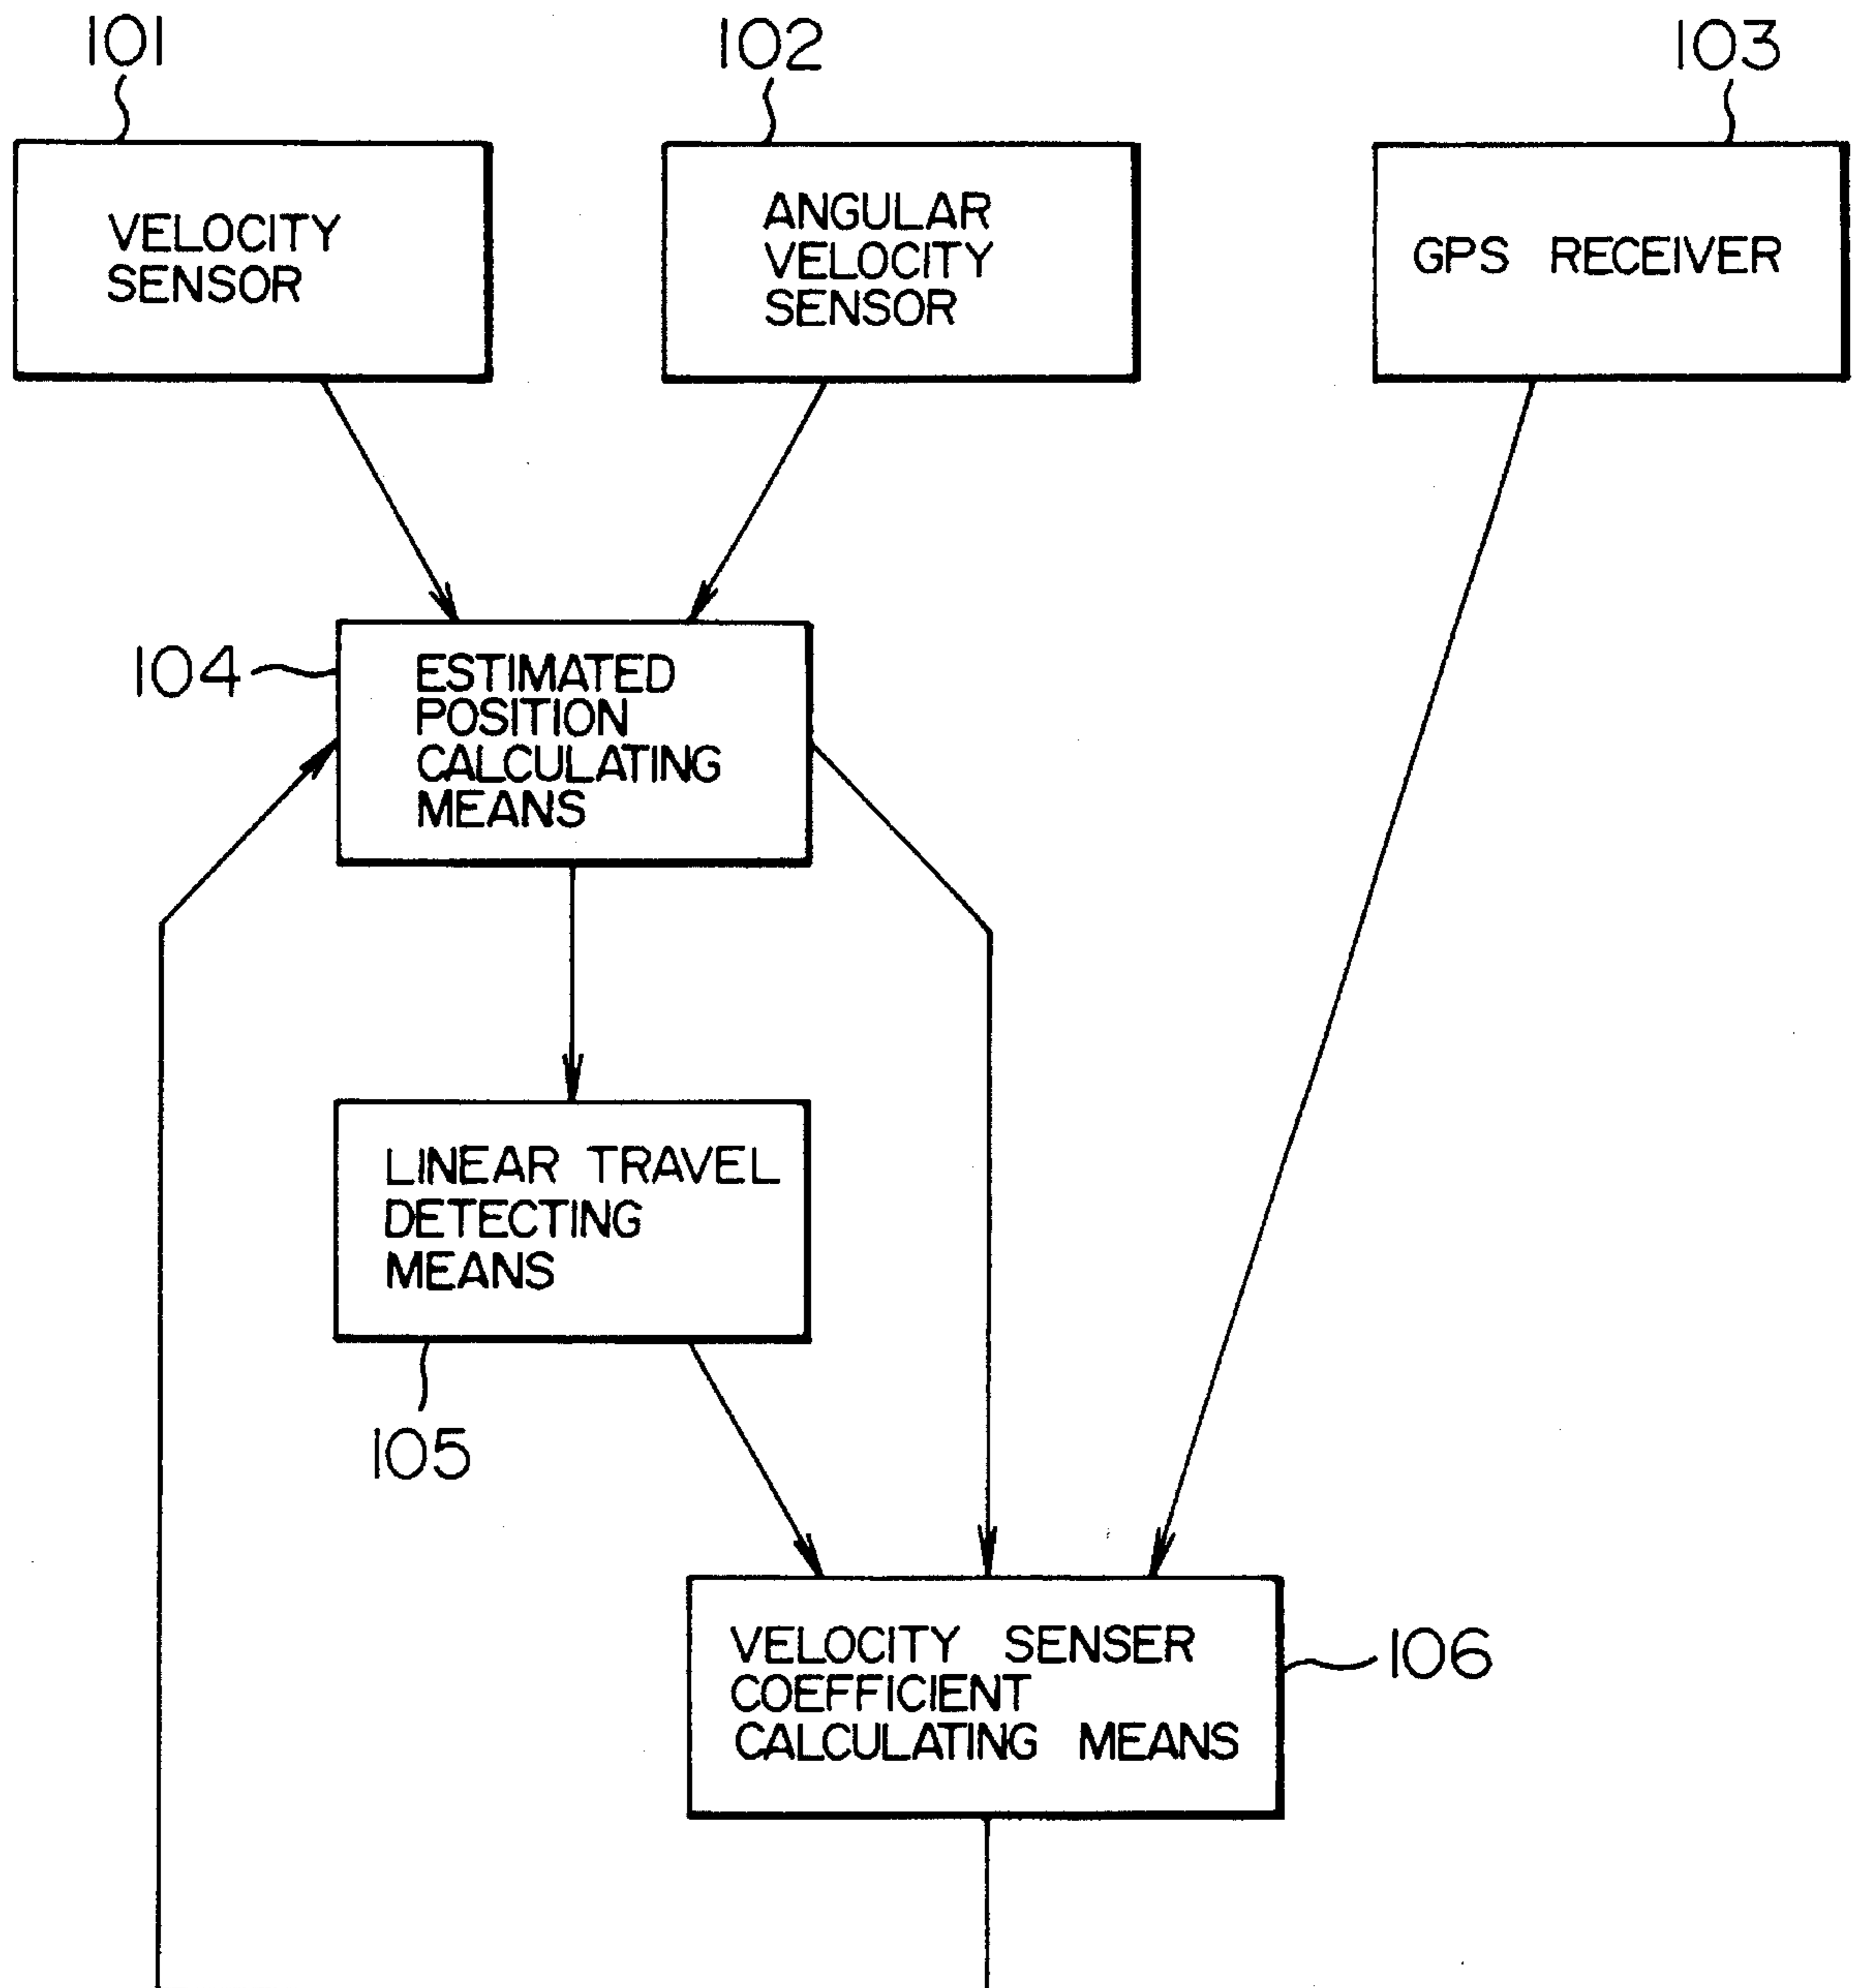 101
102
103
VELOCITY
SENSOR
ANGULAR
VELOCITY
SENSOR
GPS RECEIVER
104
ESTIMATED
POSITION
CALCULATING
MEANS
LINEAR TRAVEL
DETECTING
MEANS
105
VELOCITY SENSER
COEFFICIENT
CALCULATING MEANS
106